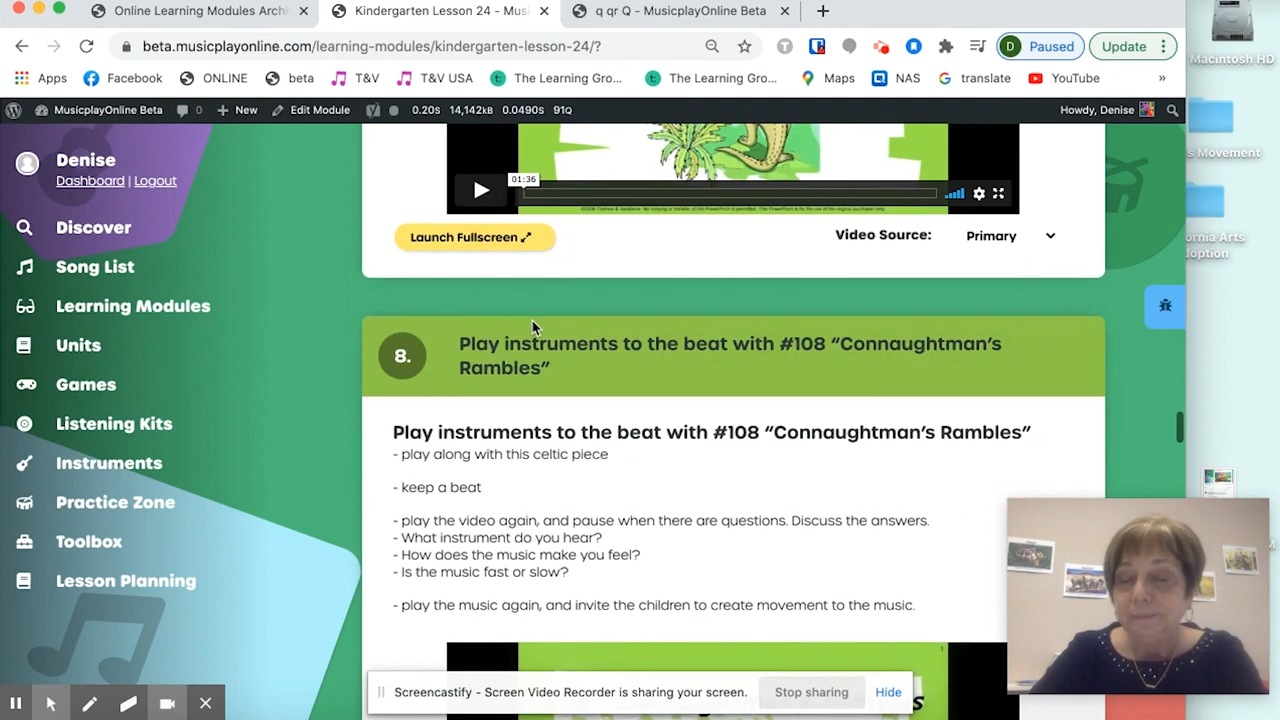 Online Learning Modules Archi
Kindergarten Lesson 24 - Mus
q qr Q - MusicplayOnline Beta
beta.musicplayonline.com/learning-modules/kindergarten-lesson-24/?
D Paused
Update
Apps
Facebook
ONLINE
beta
T&V
T&V USA
The Learning Gro...
The Learning Gro...
Maps
NAS
translate
YouTube
»
Macintosh HD
MusicplayOnline Beta
0
New
Edit Module
0.20s
14,142kB
0.0490s
91Q
Howdy, Denise
s Movement
ornia Arts
doption
Denise
Dashboard | Logout
Discover
Song List
Learning Modules
Units
Games
Listening Kits
Instruments
Practice Zone
Toolbox
Lesson Planning
01:36
Launch Fullscreen
Video Source:
Primary
8.
Play instruments to the beat with #108 “Connaughtman’s
Rambles”
Play instruments to the beat with #108 “Connaughtman’s Rambles”
- play along with this celtic piece
- keep a beat
- play the video again, and pause when there are questions. Discuss the answers.
- What instrument do you hear?
- How does the music make you feel?
- Is the music fast or slow?
- play the music again, and invite the children to create movement to the music.
1
Screencastify - Screen Video Recorder is sharing your screen.
Stop sharing
Hide